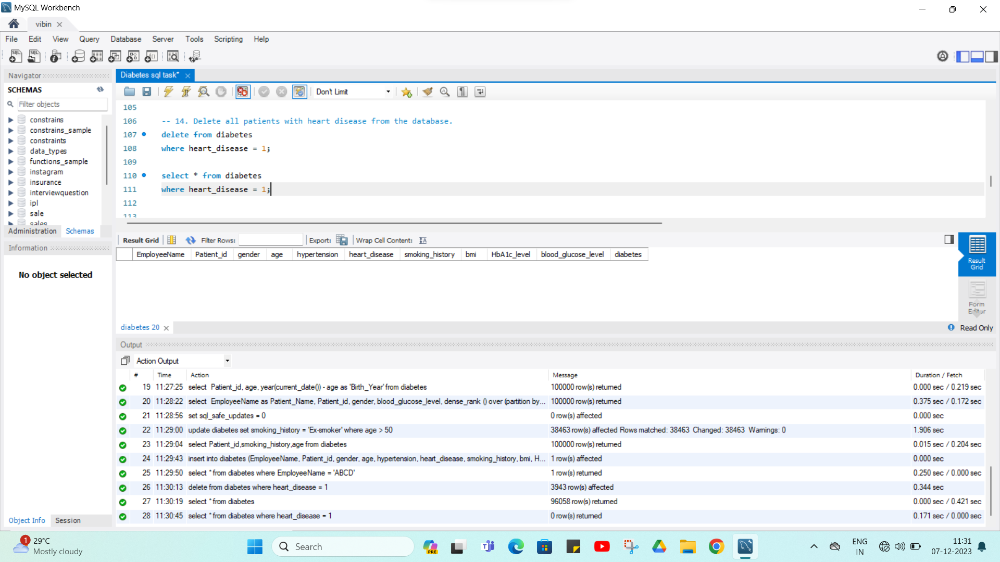 MySQL Workbench
vibin
File Edit View Query Database Server Tools Scripting Help
Navigator
SCHEMAS
Filter objects
constrains
constrains_sample
constraints
data_types
functions_sample
instagram
insurance
interviewquestion
ipl
sale
sales
Administration Schemas
Information
No object selected
Object Info Session
Diabetes sql task*
Don't Limit
105
106 -- 14. Delete all patients with heart disease from the database.
107 delete from diabetes
108 where heart_disease = 1;
109
110 select * from diabetes
111 where heart_disease = 1;
112
113
Result Grid Filter Rows: Export: Wrap Cell Content: IA
EmployeeName Patient_id gender age hypertension heart_disease smoking_history bmi HbA1c_level blood_glucose_level diabetes
Result Grid
Form Editor
diabetes 20
Read Only
Output
Action Output
# Time Action Message Duration / Fetch
19 11:27:25 select Patient_id, age, year(current_date()) - age as 'Birth_Year' from diabetes 100000 row(s) returned 0.000 sec / 0.219 sec
20 11:28:22 select EmployeeName as Patient_Name, Patient_id, gender, blood_glucose_level, dense_rank () over (partition by... 100000 row(s) returned 0.375 sec / 0.172 sec
21 11:28:56 set sql_safe_updates = 0 0 row(s) affected 0.000 sec
22 11:29:00 update diabetes set smoking_history = 'Ex-smoker' where age > 50 38463 row(s) affected Rows matched: 38463 Changed: 38463 Warnings: 0 1.906 sec
23 11:29:04 select Patient_id,smoking_history,age from diabetes 100000 row(s) returned 0.015 sec / 0.204 sec
24 11:29:43 insert into diabetes (EmployeeName, Patient_id, gender, age, hypertension, heart_disease, smoking_history, bmi, H... 1 row(s) affected 0.000 sec
25 11:29:50 select * from diabetes where EmployeeName = 'ABCD' 1 row(s) returned 0.250 sec / 0.000 sec
26 11:30:13 delete from diabetes where heart_disease = 1 3943 row(s) affected 0.344 sec
27 11:30:19 select * from diabetes 96058 row(s) returned 0.000 sec / 0.421 sec
28 11:30:45 select * from diabetes where heart_disease = 1 0 row(s) returned 0.171 sec / 0.000 sec
1
29°C
Mostly cloudy
Search
PRE
ENG
IN
11:31
07-12-2023